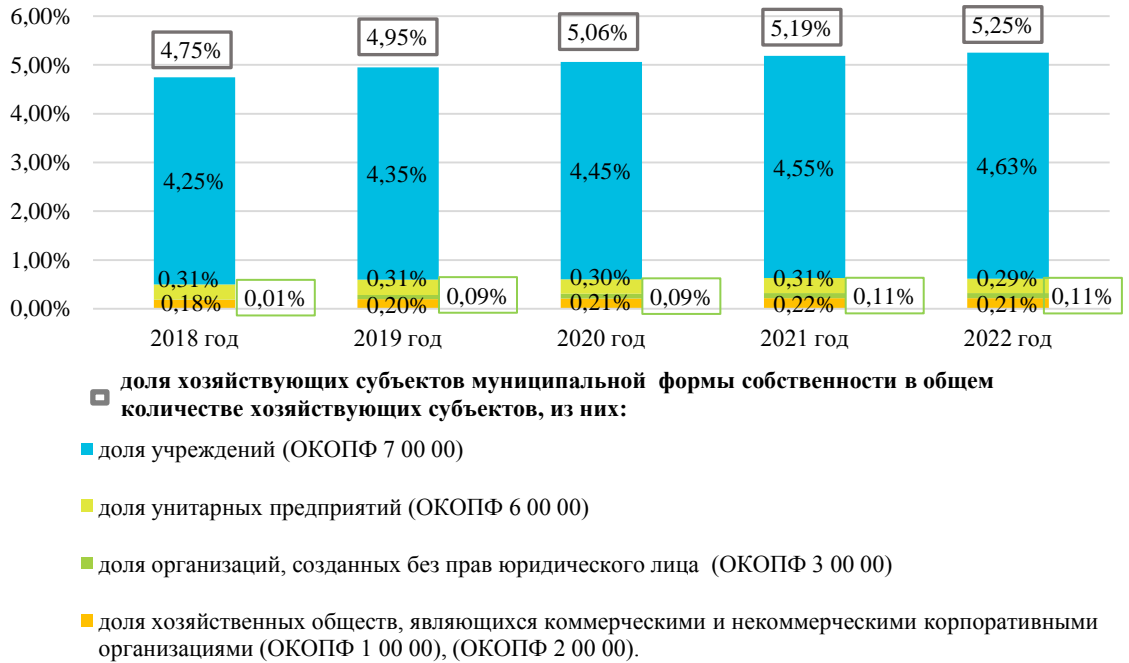 6,00%
5,00%
4,00%
3,00%
2,00%
1,00%
0,00%
4,75% 4,95% 5,06% 5,19% 5,25%
4,25% 4,35% 4,45% 4,55% 4,63%
0,31% 0,31% 0,30% 0,31% 0,29%
0,01% 0,09% 0,09% 0,11% 0,11%
0,18% 0,20% 0,21% 0,22% 0,21%
2018 год 2019 год 2020 год 2021 год 2022 год
доля хозяйствующих субъектов муниципальной формы собственности в общем
количестве хозяйствующих субъектов, из них:
доля учреждений (ОКОПФ 7 00 00)
доля унитарных предприятий (ОКОПФ 6 00 00)
доля организаций, созданных без прав юридического лица (ОКОПФ 3 00 00)
доля хозяйственных обществ, являющихся коммерческими и некоммерческими корпоративными
организациями (ОКОПФ 1 00 00), (ОКОПФ 2 00 00).